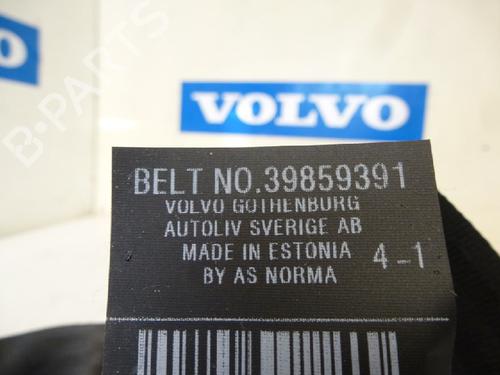 VOLVO
B-PARTS
BELT NO.39859391
VOLVO GOTHENBURG
AUTOLIV SVERIGE AB
MADE IN ESTONIA 4-1
BY AS NORMA